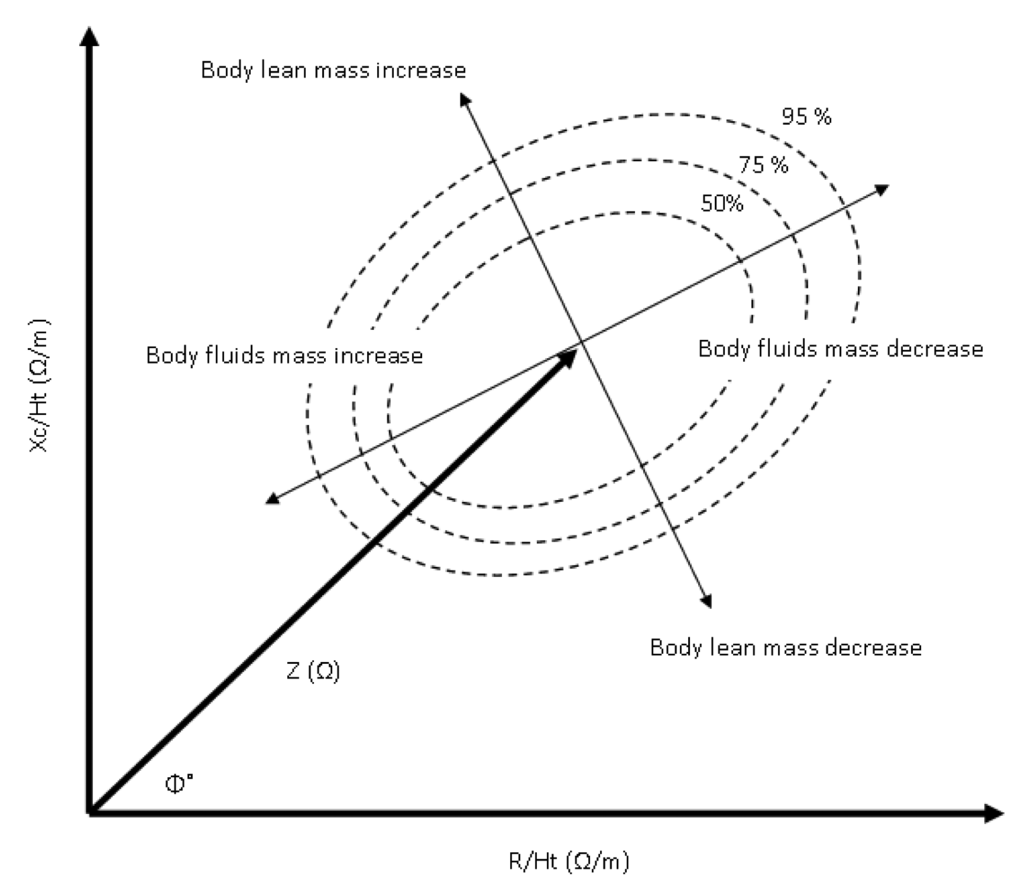 Body lean mass increase
95 %
75 %
50%
Body fluids mass increase
Body fluids mass decrease
Xc/Ht (Ω/m)
Body lean mass decrease
Z (Ω)
Φ°
R/Ht (Ω/m)